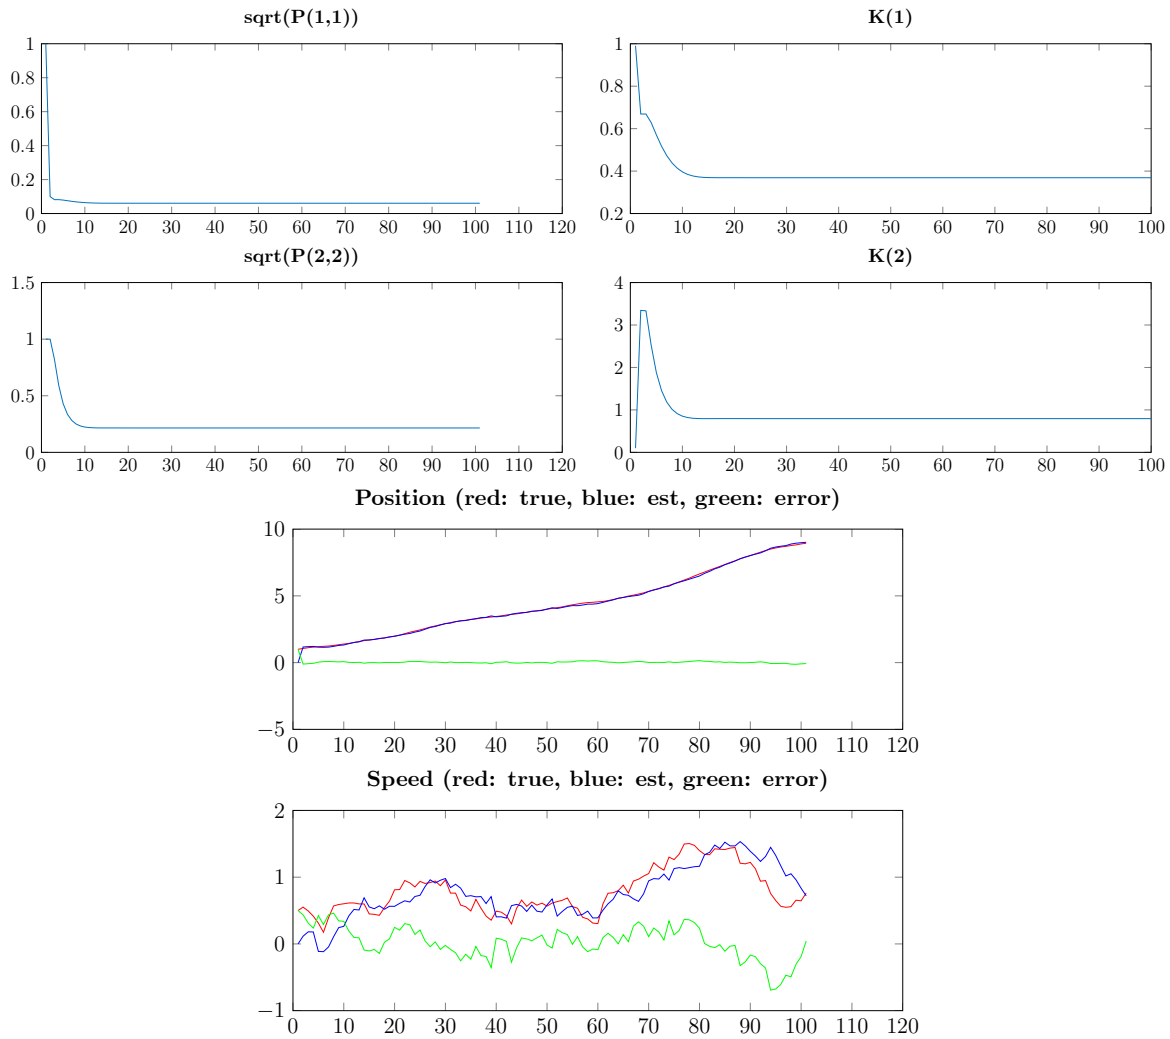 sqrt(P(1,1))
K(1)
1
0.8
0.6
0.4
0.2
0
0 10 20 30 40 50 60 70 80 90 100 110 120
1
0.8
0.6
0.4
0.2
0 10 20 30 40 50 60 70 80 90 100
sqrt(P(2,2))
K(2)
1.5
1
0.5
0
0 10 20 30 40 50 60 70 80 90 100 110 120
4
3
2
1
0
0 10 20 30 40 50 60 70 80 90 100
Position (red: true, blue: est, green: error)
10
5
0
−5
0 10 20 30 40 50 60 70 80 90 100 110 120
Speed (red: true, blue: est, green: error)
2
1
0
−1
0 10 20 30 40 50 60 70 80 90 100 110 120